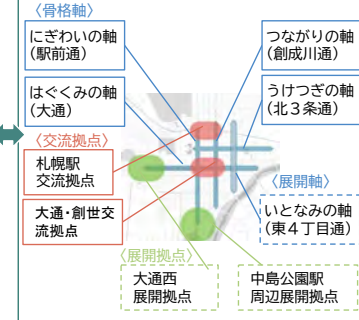 〈骨格軸〉
にぎわいの軸
(駅前通)
つながりの軸
(創成川通)
はぐくみの軸
(大通)
うけつぎの軸
(北3条通)
〈交流拠点〉
札幌駅
交流拠点
大通・創世交
流拠点
〈展開軸〉
いとなみの軸
(東4丁目通)
〈展開拠点〉
大通西
展開拠点
中島公園駅
周辺展開拠点